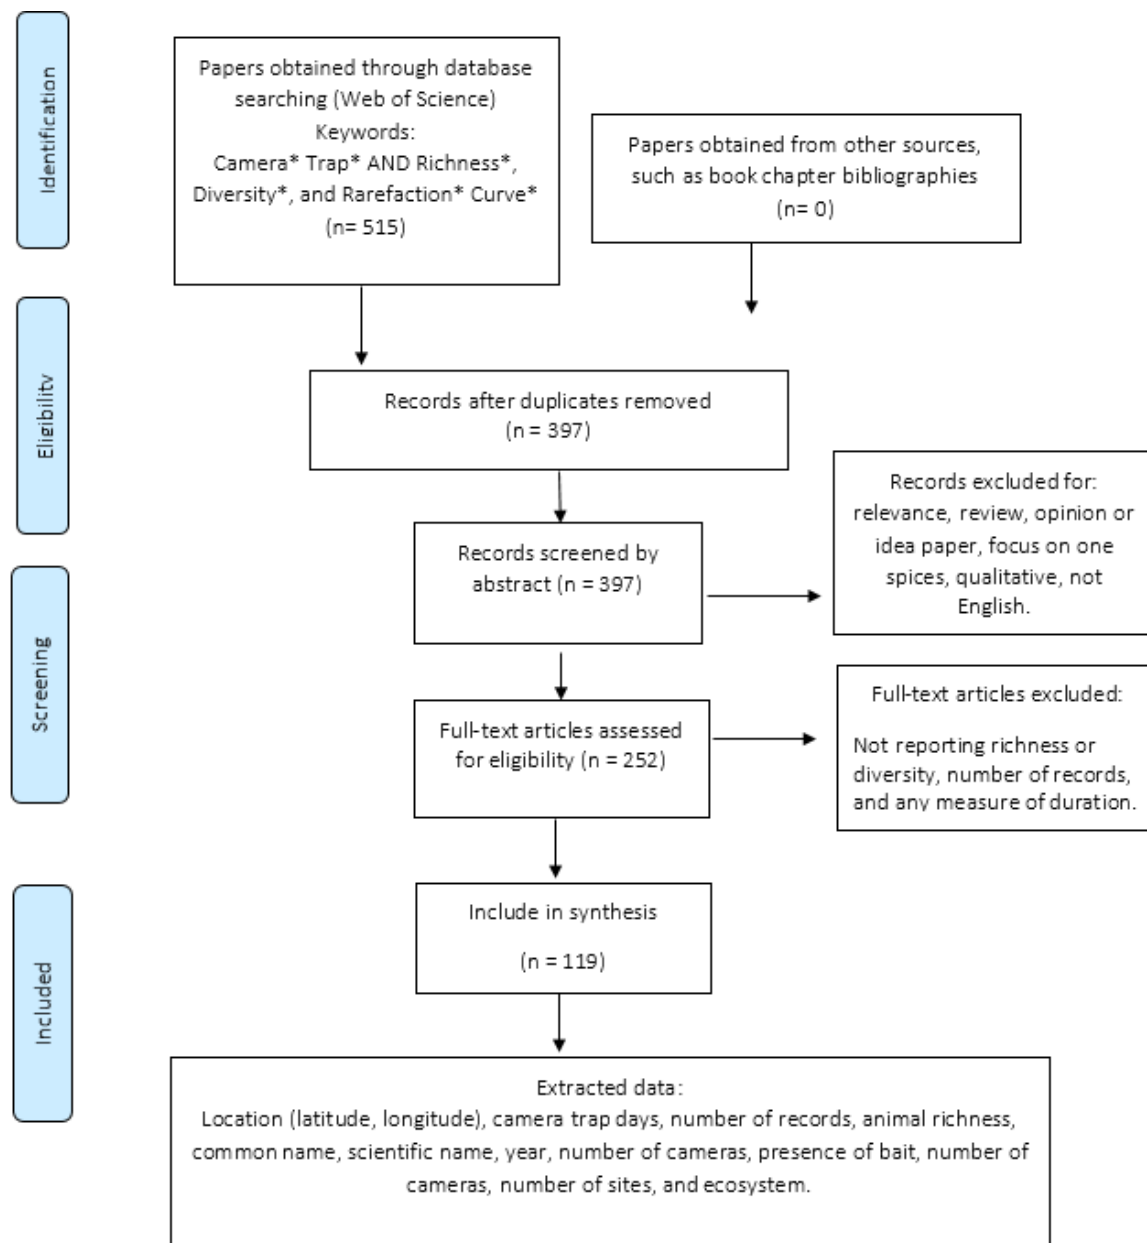 Identification
Papers obtained through database
searching (Web of Science)
Keywords:
Camera* Trap* AND Richness*,
Diversity*, and Rarefaction* Curve*
(n= 515)
Papers obtained from other sources,
such as book chapter bibliographies
(n= 0)
Eligibility
Records after duplicates removed
(n = 397)
Records screened by
abstract (n = 397)
Records excluded for:
relevance, review, opinion or
idea paper, focus on one
spices, qualitative, not
English.
Screening
Full-text articles assessed
for eligibility (n = 252)
Full-text articles excluded:
Not reporting richness or
diversity, number of records,
and any measure of duration.
Included
Include in synthesis
(n = 119)
Extracted data:
Location (latitude, longitude), camera trap days, number of records, animal richness,
common name, scientific name, year, number of cameras, presence of bait, number of
cameras, number of sites, and ecosystem.